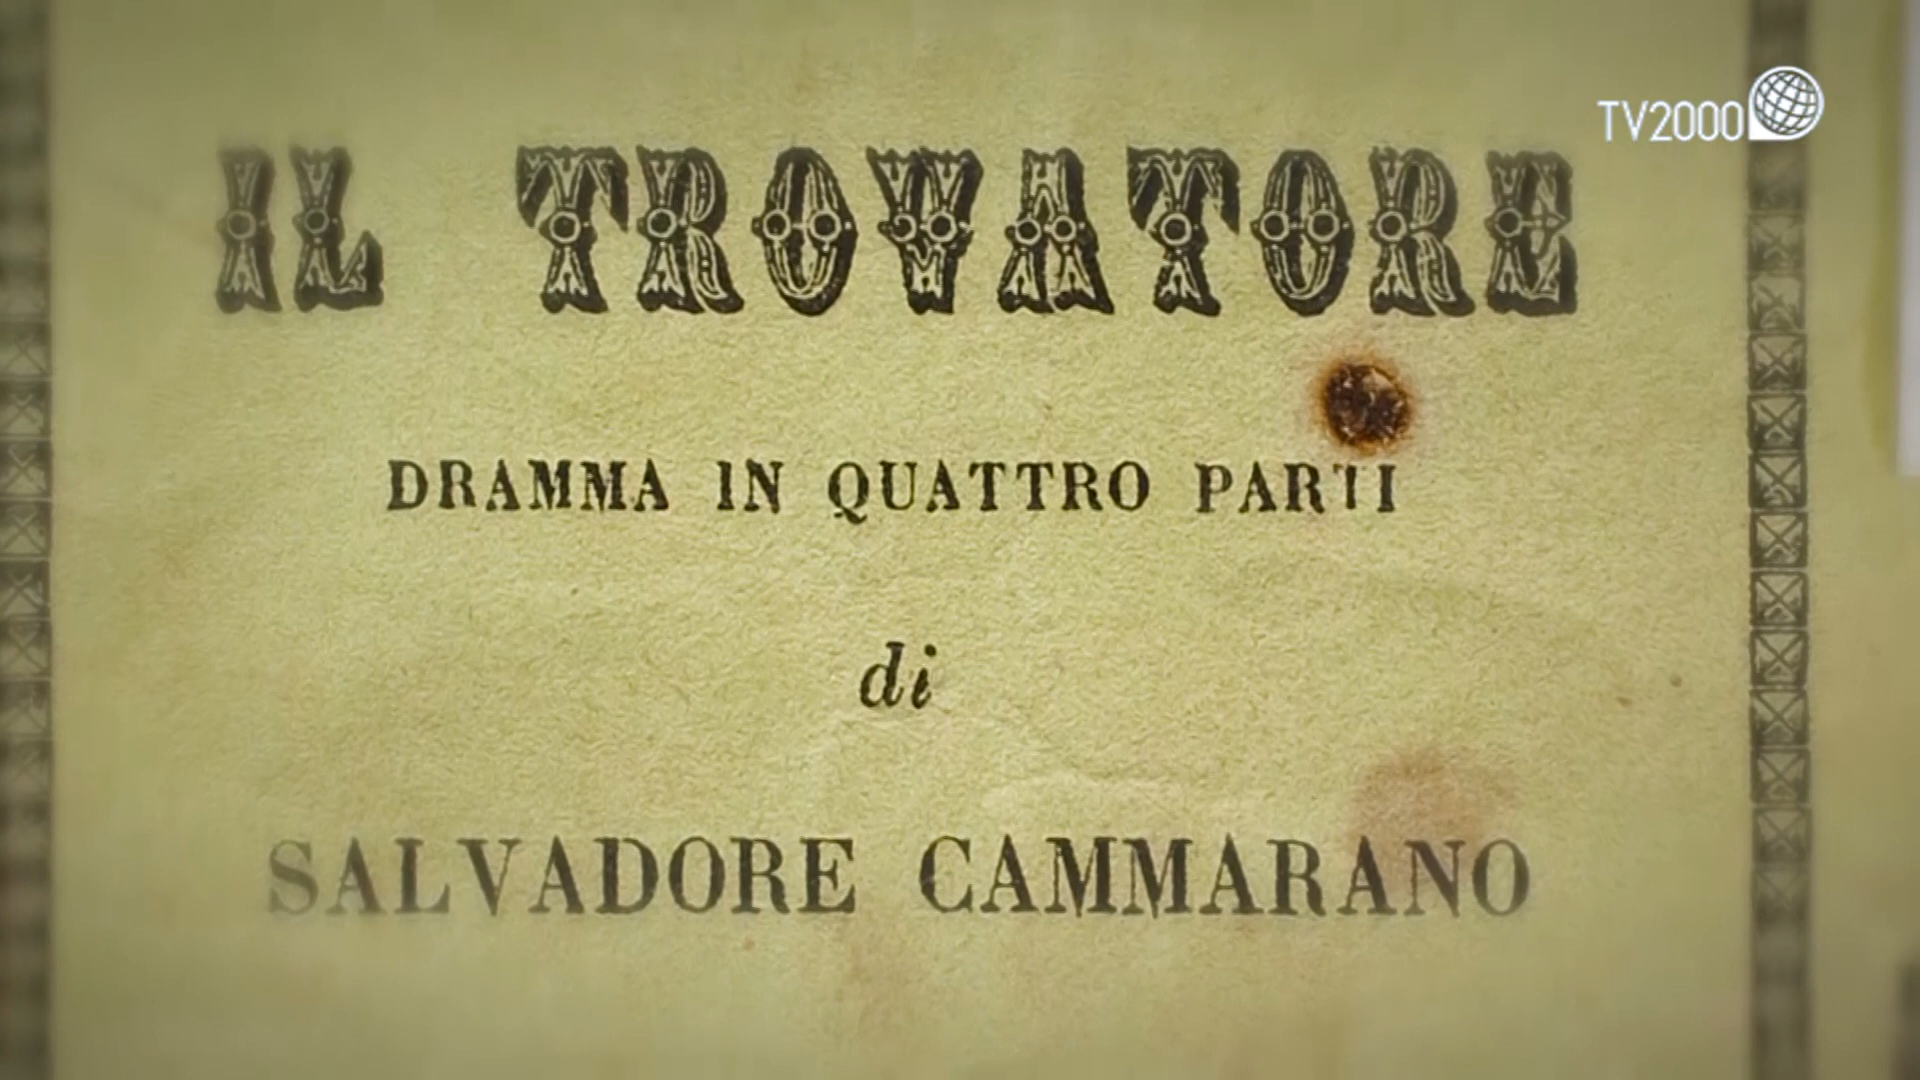 TV2000
IL TROVATORE
DRAMMA IN QUATTRO PARTI
di
SALVADORE CAMMARANO